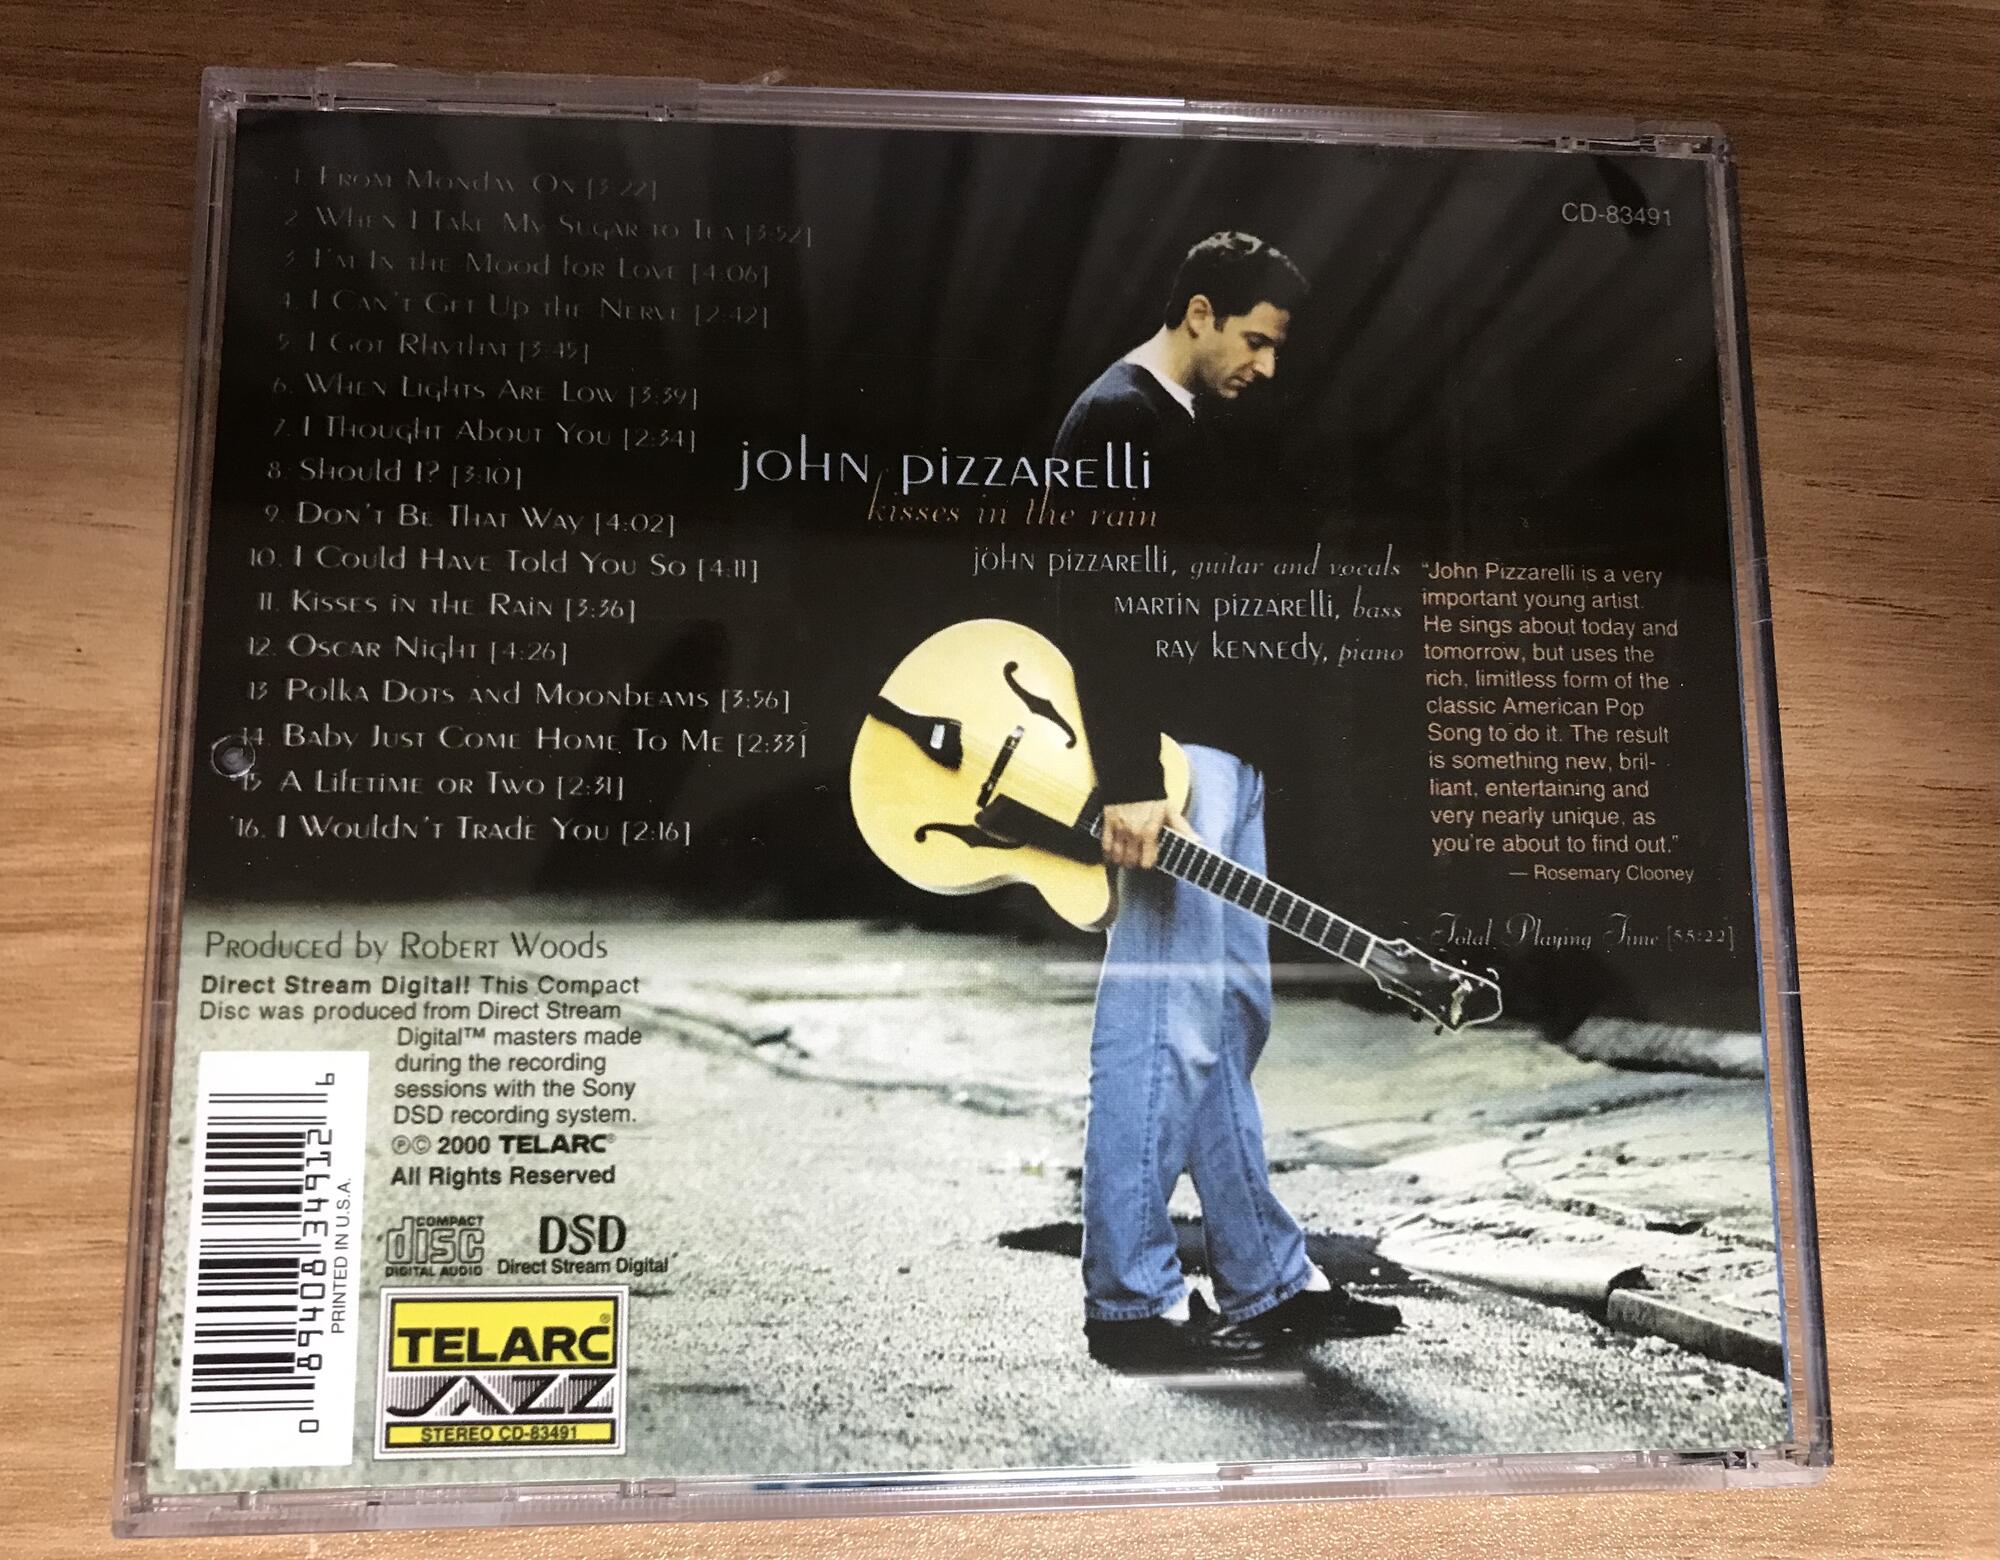 1. From Monday On [3:22]
2. When I Take My Sugar to Tea [3:52]
3. I'm In the Mood for Love [4:06]
4. I Can't Get Up the Nerve [2:42]
5. I Got Rhythm [3:45]
6. When Lights Are Low [3:39]
7. I Thought About You [2:34]
8. Should I? [3:10]
9. Don't Be That Way [4:02]
10. I Could Have Told You So [4:11]
11. Kisses in the Rain [3:36]
12. Oscar Night [4:26]
13 Polka Dots and Moonbeams [3:56]
14. Baby Just Come Home To Me [2:33]
15 A Lifetime or Two [2:31]
16. I Wouldn't Trade You [2:16]
CD-83491
john pizzarelli
kisses in the rain
john pizzarelli, guitar and vocals
martin pizzarelli, bass
ray kennedy, piano
"John Pizzarelli is a very
important young artist.
He sings about today and
tomorrow, but uses the
rich, limitless form of the
classic American Pop
Song to do it. The result
is something new, bril-
liant, entertaining and
very nearly unique, as
you're about to find out."
— Rosemary Clooney
Total Playing Time [55:22]
Produced by Robert Woods
Direct Stream Digital! This Compact
Disc was produced from Direct Stream
Digital™ masters made
during the recording
sessions with the Sony
DSD recording system.
℗© 2000 TELARC®
All Rights Reserved
COMPACT
disc
DIGITAL AUDIO
DSD
Direct Stream Digital
TELARC®
JAZZ
STEREO CD-83491
0 89408 34912 6
PRINTED IN U.S.A.